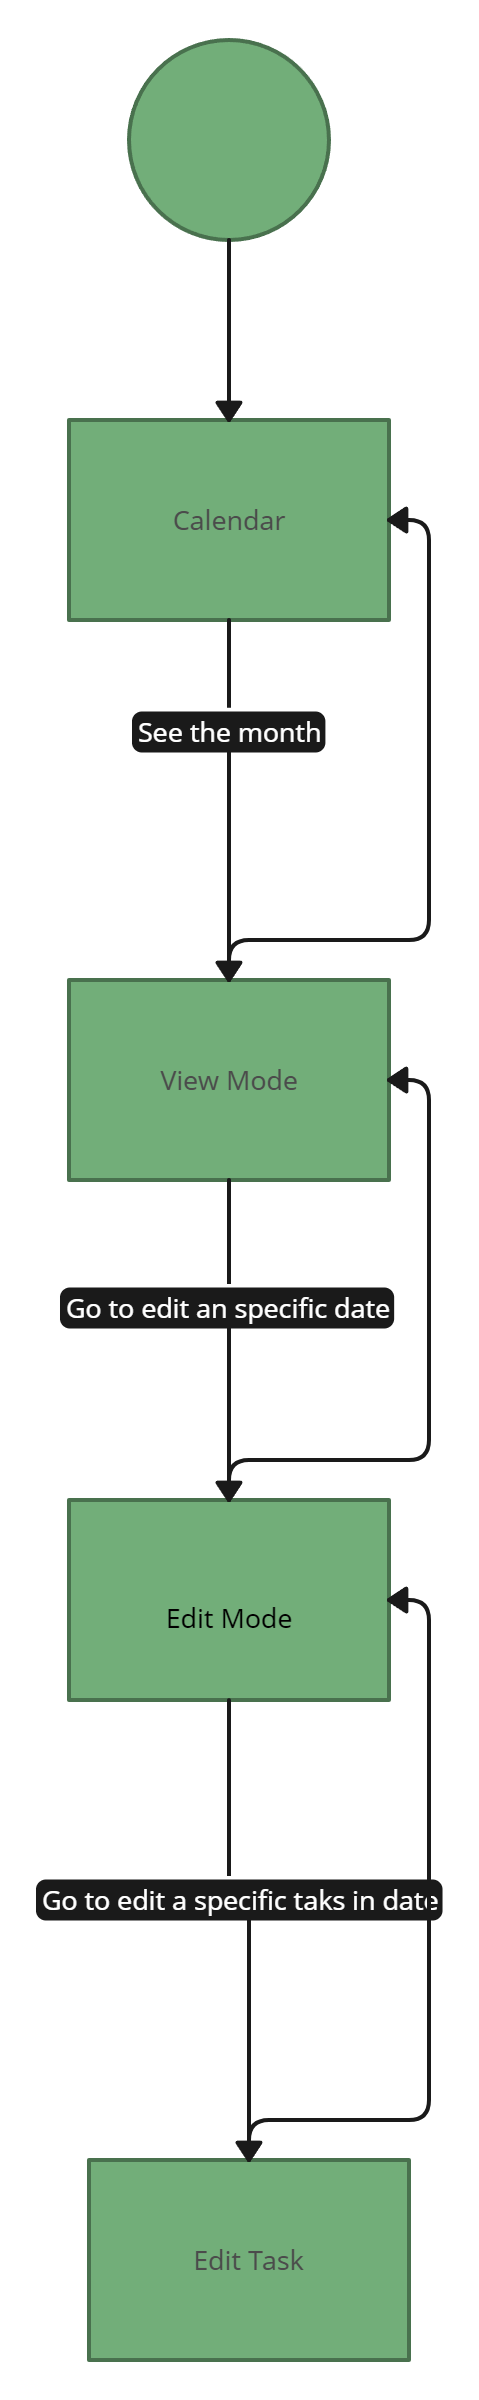 Calendar
See the month
View Mode
Go to edit an specific date
Edit Mode
Go to edit a specific taks in date
Edit Task